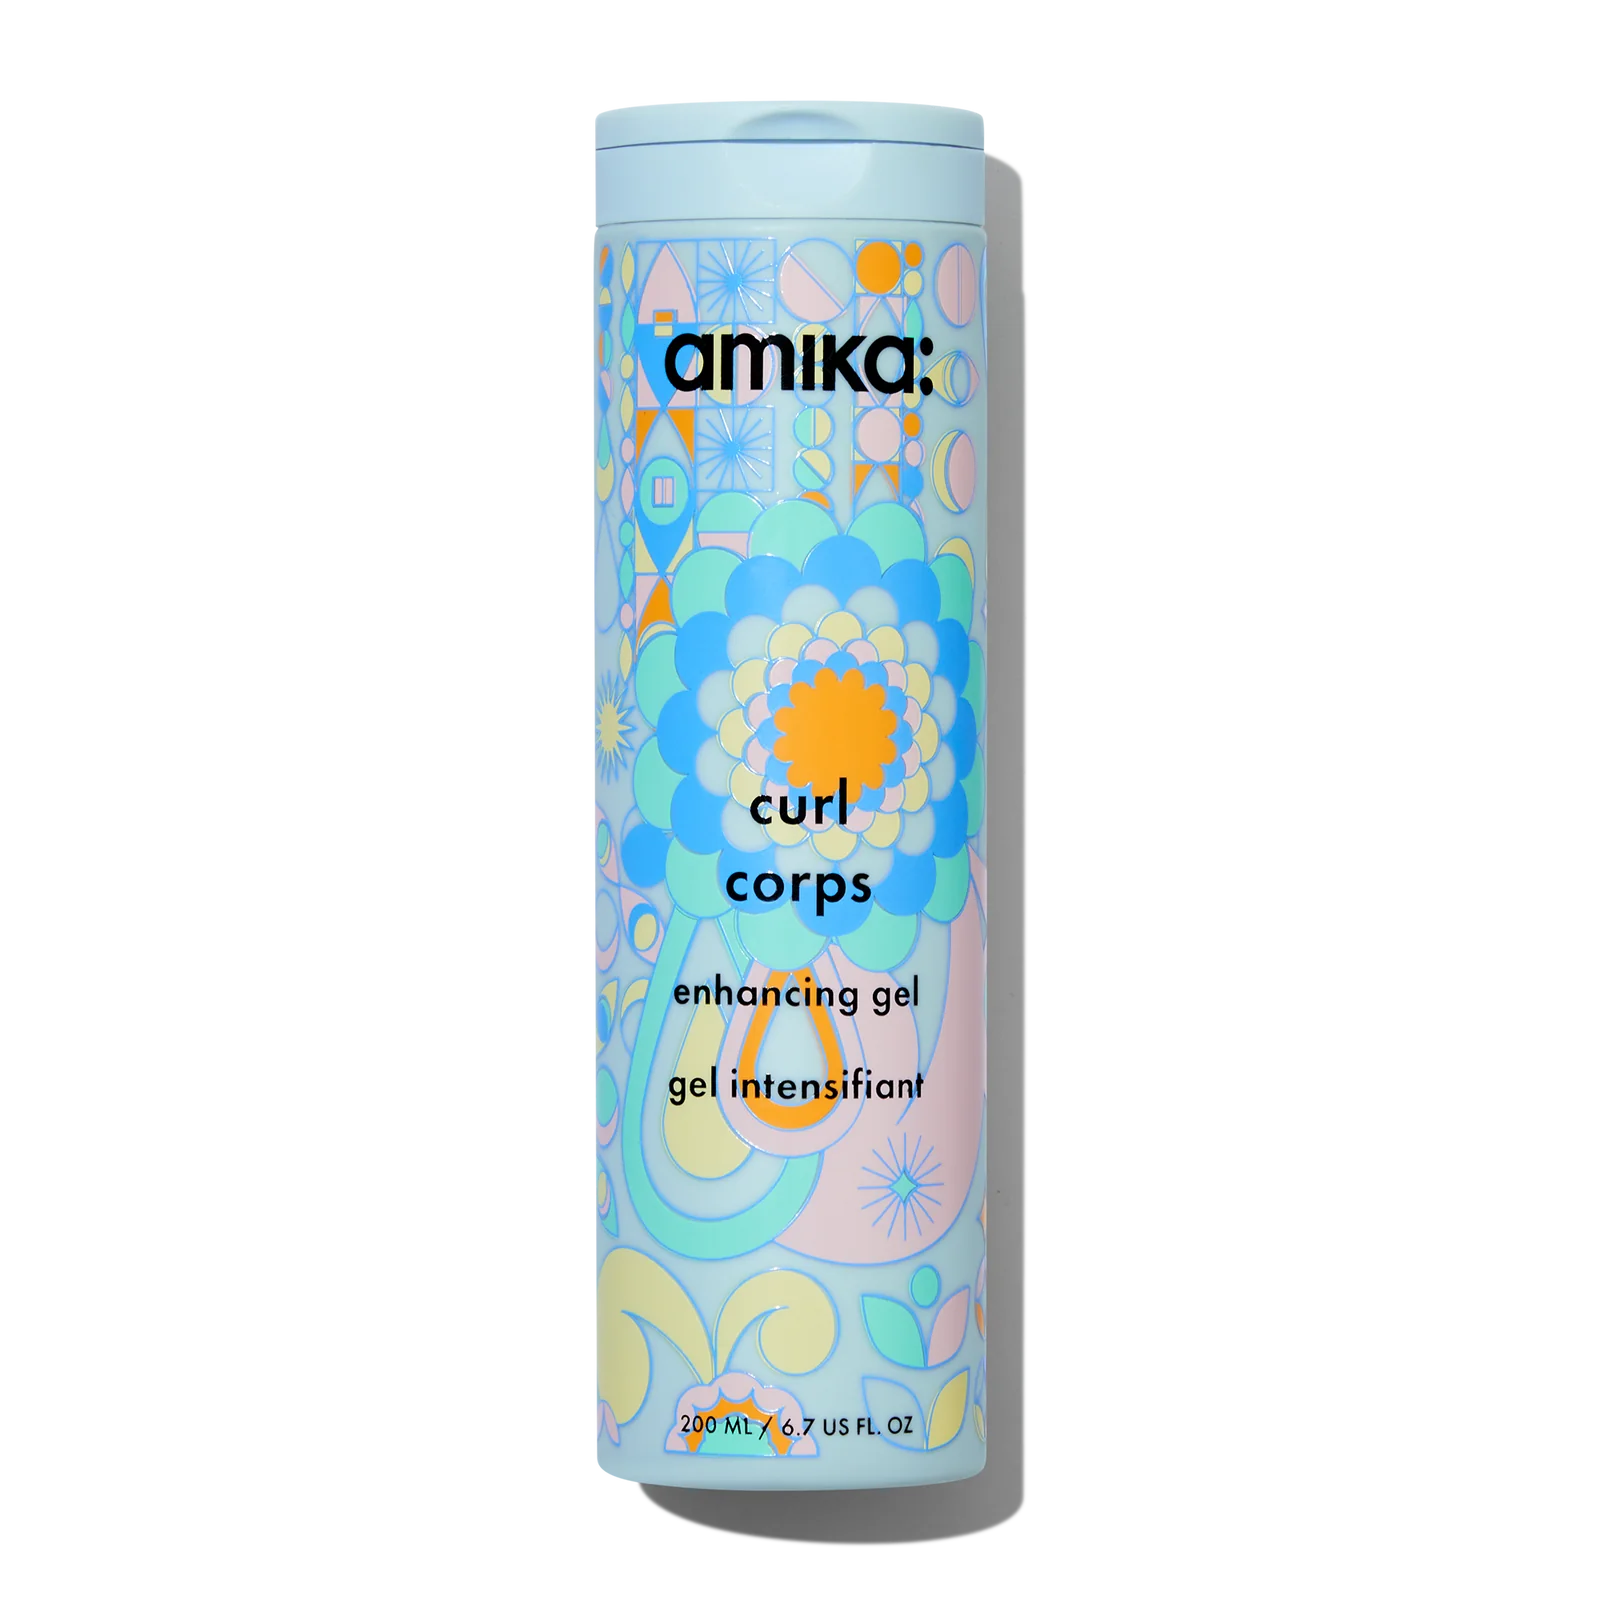 amika:
curl
corps
enhancing gel
gel intensifiant
200 ML / 6.7 US FL. OZ